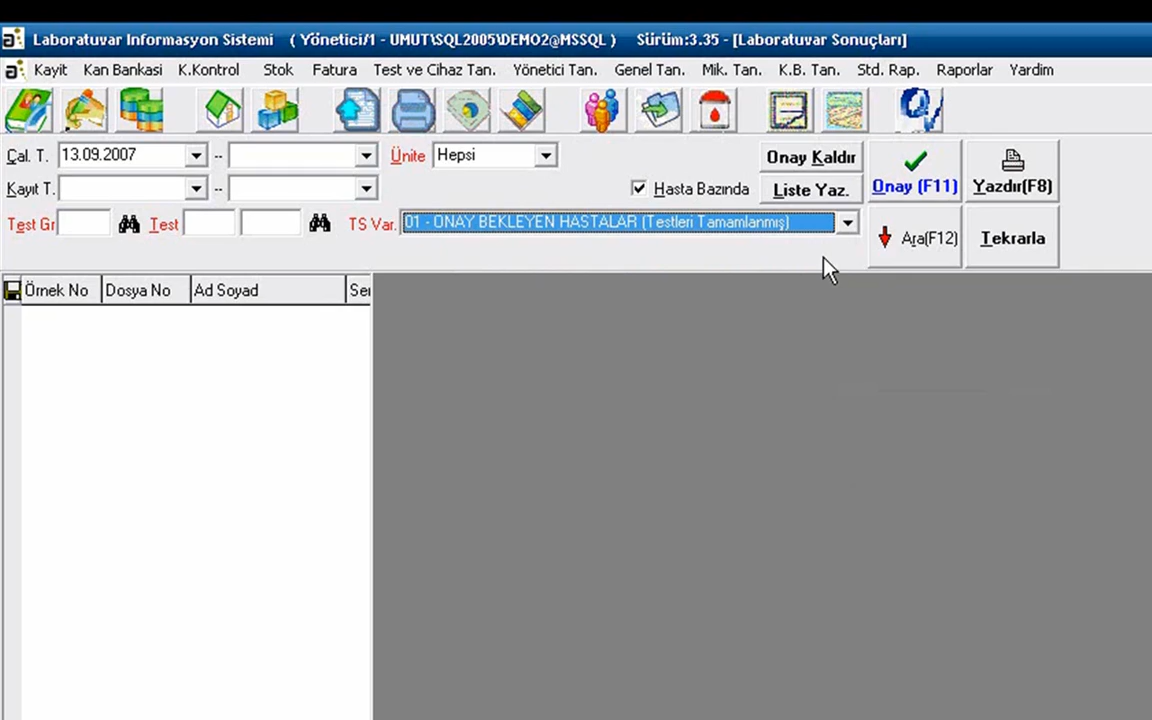 Laboratuvar Informasyon Sistemi ( Yönetici/1 - UMUT\SQL2005\DEMO2@MSSQL ) Sürüm:3.35 - [Laboratuvar Sonuçları]
Kayit Kan Bankasi K.Kontrol Stok Fatura Test ve Cihaz Tan. Yönetici Tan. Genel Tan. Mik. Tan. K.B. Tan. Std. Rap. Raporlar Yardim
Çal. T. 13.09.2007 -- Ünite Hepsi Onay Kaldır
Onay (F11) Yazdır(F8)
Kayıt T. -- Hasta Bazında Liste Yaz.
Test Gr Test TS Var. 01 - ONAY BEKLEYEN HASTALAR (Testleri Tamamlanmış)
Ara(F12) Tekrarla
Örnek No Dosya No Ad Soyad Ser